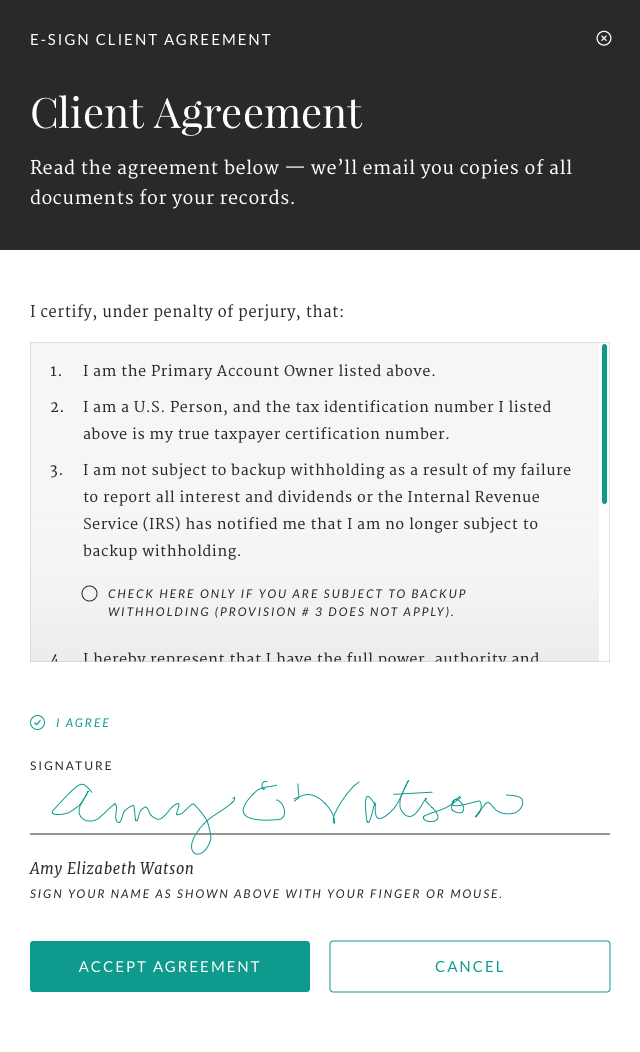 E-SIGN CLIENT AGREEMENT
Client Agreement
Read the agreement below — we’ll email you copies of all
documents for your records.
I certify, under penalty of perjury, that:
1. I am the Primary Account Owner listed above.
2. I am a U.S. Person, and the tax identification number I listed
above is my true taxpayer certification number.
3. I am not subject to backup withholding as a result of my failure
to report all interest and dividends or the Internal Revenue
Service (IRS) has notified me that I am no longer subject to
backup withholding.
CHECK HERE ONLY IF YOU ARE SUBJECT TO BACKUP
WITHHOLDING (PROVISION # 3 DOES NOT APPLY).
4. I hereby represent that I have the full power, authority and
I AGREE
SIGNATURE
Amy E Watson
Amy Elizabeth Watson
SIGN YOUR NAME AS SHOWN ABOVE WITH YOUR FINGER OR MOUSE.
ACCEPT AGREEMENT
CANCEL